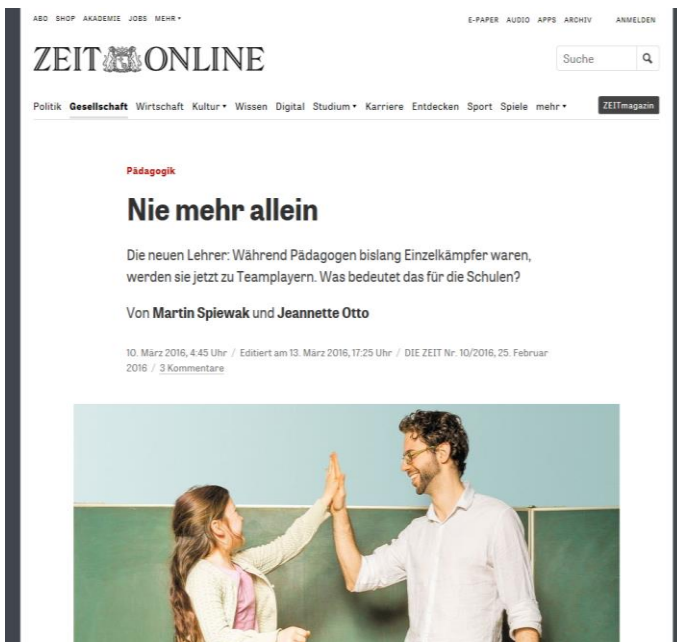 ABO SHOP AKADEMIE JOBS MEHR
E-PAPER AUDIO APPS ARCHIV ANMELDEN
ZEIT ONLINE
Suche
Politik Gesellschaft Wirtschaft Kultur Wissen Digital Studium Karriere Entdecken Sport Spiele mehr
ZEITmagazin
Pädagogik
Nie mehr allein
Die neuen Lehrer: Während Pädagogen bislang Einzelkämpfer waren,
werden sie jetzt zu Teamplayern. Was bedeutet das für die Schulen?
Von Martin Spiewak und Jeannette Otto
10. März 2016, 4:45 Uhr / Editiert am 13. März 2016, 17:25 Uhr / DIE ZEIT Nr. 10/2016, 25. Februar
2016 / 3 Kommentare